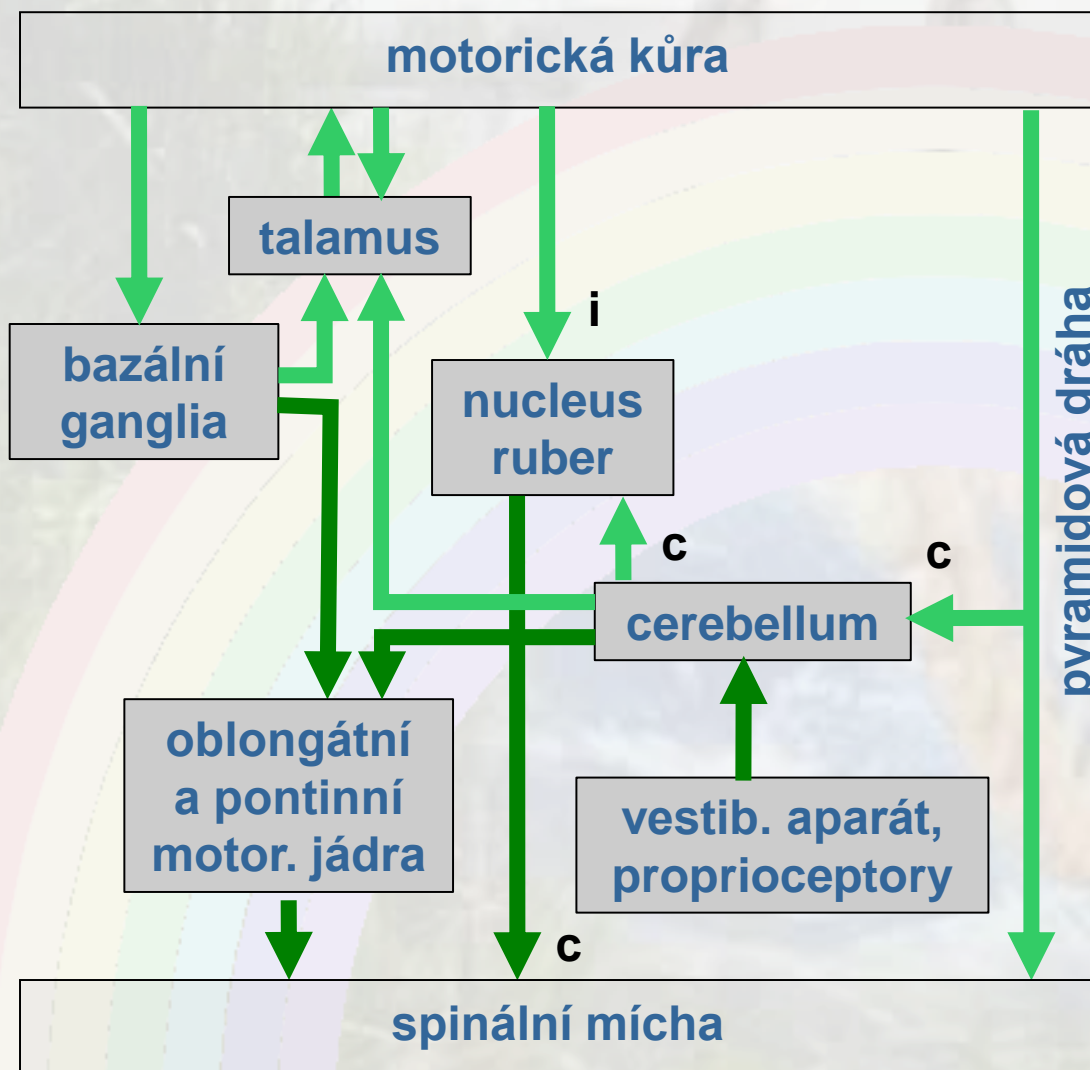 motorická kůra
talamus
i
bazální
ganglia
nucleus
ruber
pyramidová dráha
c
c
cerebellum
oblongátní
a pontinní
motor. jádra
vestib. aparát,
proprioceptory
c
spinální mícha